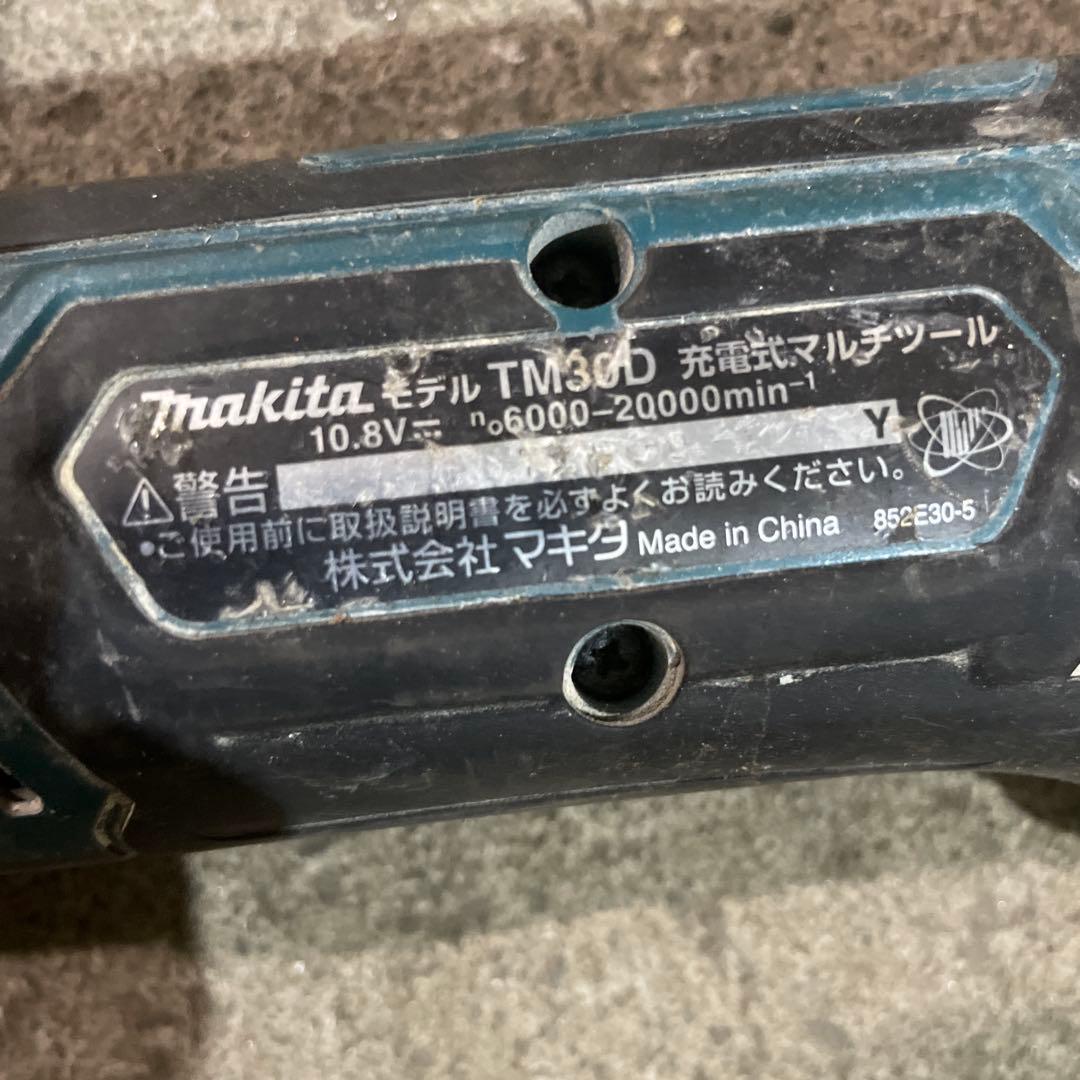 makita モデル TM30D 充電式マルチツール
10.8V⎓ n₀6000-20000min⁻¹
Y
⚠警告
•ご使用前に取扱説明書を必ずよくお読みください。
株式会社マキタ Made in China 852E30-5